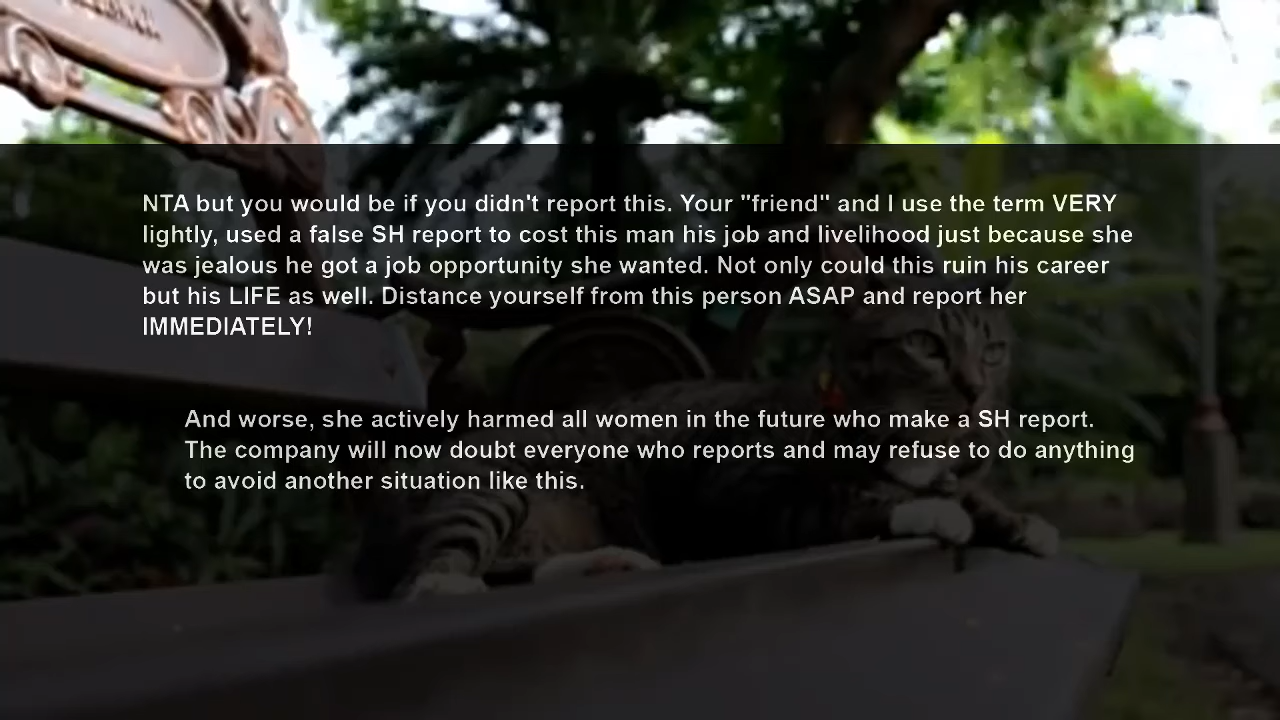 NTA but you would be if you didn't report this. Your "friend" and I use the term VERY
lightly, used a false SH report to cost this man his job and livelihood just because she
was jealous he got a job opportunity she wanted. Not only could this ruin his career
but his LIFE as well. Distance yourself from this person ASAP and report her
IMMEDIATELY!
And worse, she actively harmed all women in the future who make a SH report.
The company will now doubt everyone who reports and may refuse to do anything
to avoid another situation like this.